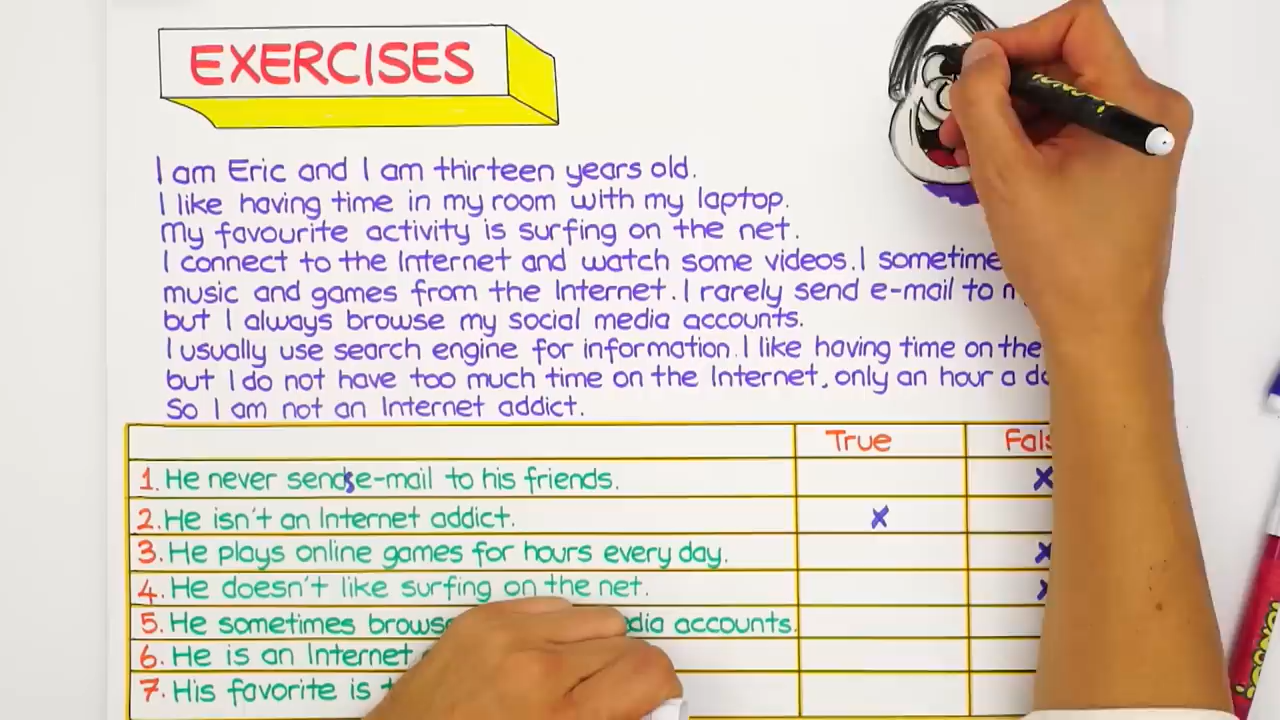 EXERCISES
I am Eric and I am thirteen years old.
I like having time in my room with my laptop.
My favourite activity is surfing on the net.
I connect to the Internet and watch some videos. I sometime
music and games from the Internet. I rarely send e-mail to
but I always browse my social media accounts.
I usually use search engine for information. I like having time on the
but I do not have too much time on the Internet, only an hour a
So I am not an Internet addict.
True
1. He never sends e-mail to his friends. X
2. He isn't an Internet addict. X
3. He plays online games for hours every day. X
4. He doesn't like surfing on the net.
5. He sometimes accounts.
6. He is an Internet
7. His favorite is